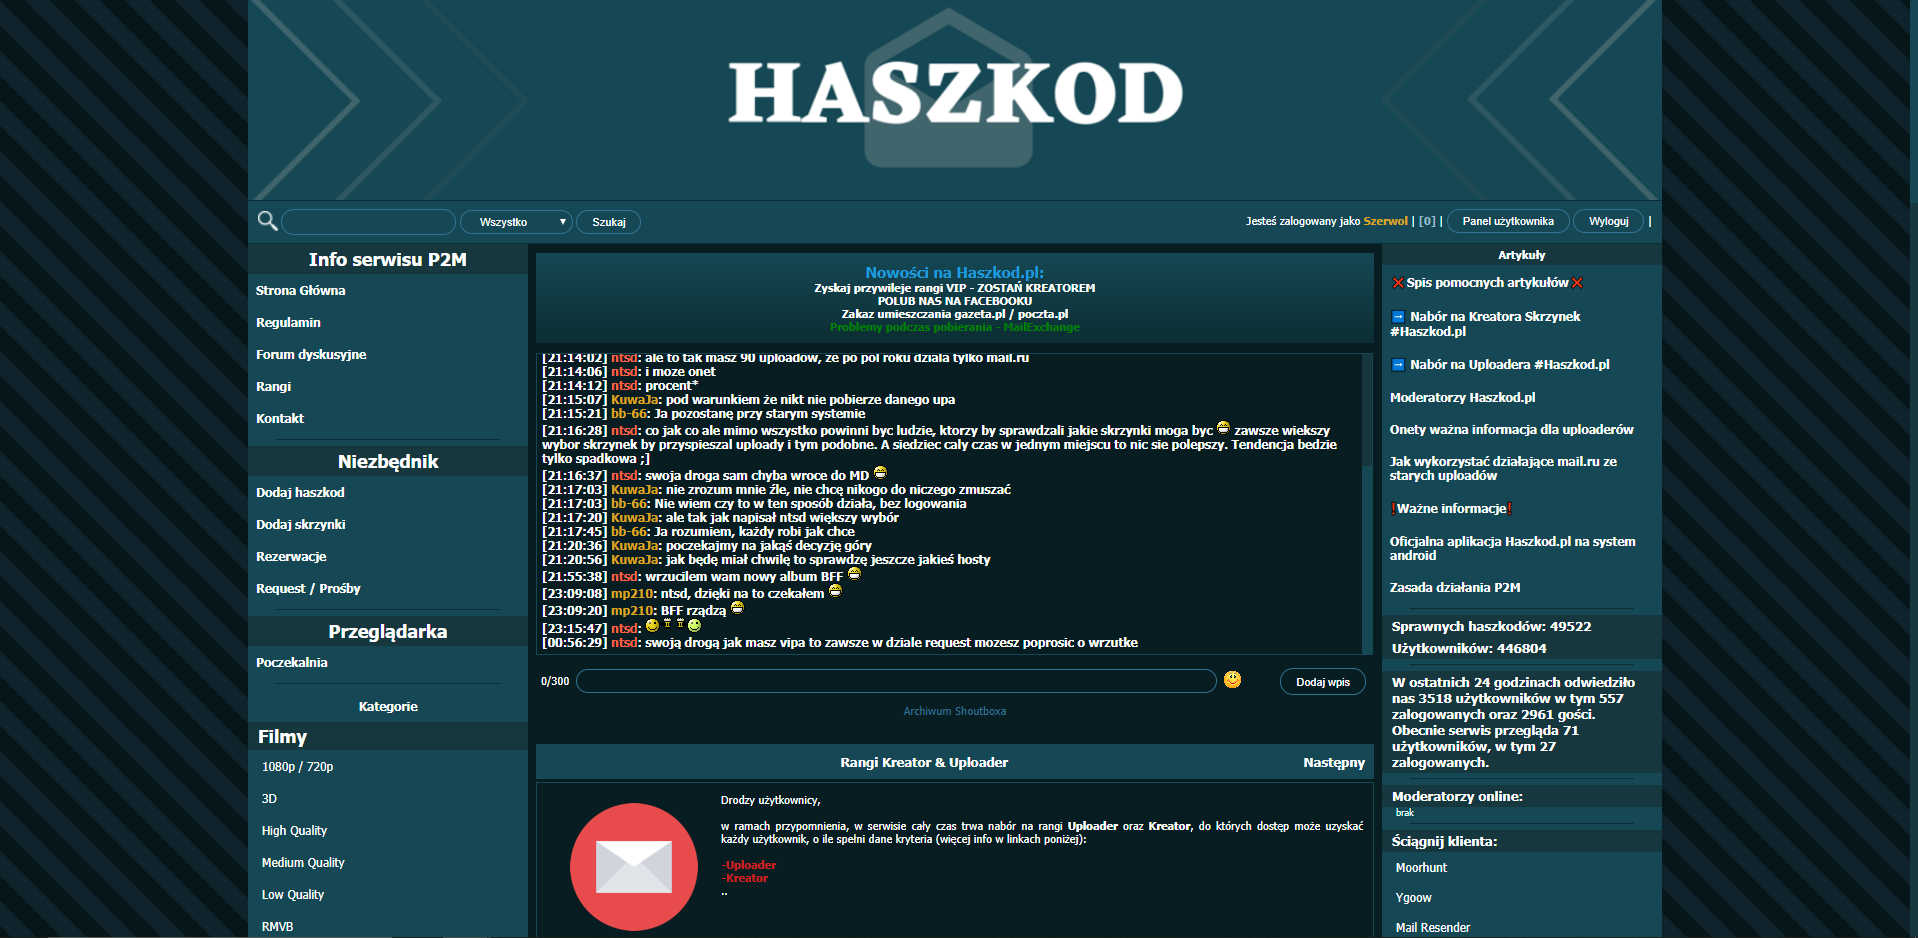 HASZKOD
Wszystko
Szukaj
Jesteś zalogowany jako Szerwol | [0] |
Panel użytkownika
Wyloguj
|
Info serwisu P2M
Strona Główna
Regulamin
Forum dyskusyjne
Rangi
Kontakt
Niezbędnik
Dodaj haszkod
Dodaj skrzynki
Rezerwacje
Request / Prośby
Przeglądarka
Poczekalnia
Kategorie
Filmy
1080p / 720p
3D
High Quality
Medium Quality
Low Quality
RMVB
Nowości na Haszkod.pl:
Zyskaj przywileje rangi VIP - ZOSTAŃ KREATOREM
POLUB NAS NA FACEBOOKU
Zakaz umieszczania gazeta.pl / poczta.pl
Problemy podczas pobierania - MailExchange
[21:14:02] ntsd: ale to tak masz 90 uploadow, ze po pol roku dziala tylko mail.ru
[21:14:06] ntsd: i moze onet
[21:14:12] ntsd: procent*
[21:15:07] KuwaJa: pod warunkiem że nikt nie pobierze danego upa
[21:15:21] bb-66: Ja pozostanę przy starym systemie
[21:16:28] ntsd: co jak co ale mimo wszystko powinni byc ludzie, ktorzy by sprawdzali jakie skrzynki moga byc zawsze wiekszy
wybor skrzynek by przyspieszal uploady i tym podobne. A siedziec caly czas w jednym miejscu to nic sie polepszy. Tendencja bedzie
tylko spadkowa ;]
[21:16:37] ntsd: swoja droga sam chyba wroce do MD
[21:17:03] KuwaJa: nie zrozum mnie źle, nie chcę nikogo do niczego zmuszać
[21:17:03] bb-66: Nie wiem czy to w ten sposób działa, bez logowania
[21:17:20] KuwaJa: ale tak jak napisał ntsd większy wybór
[21:17:45] bb-66: Ja rozumiem, każdy robi jak chce
[21:20:36] KuwaJa: poczekajmy na jakąś decyzję góry
[21:20:56] KuwaJa: jak będę miał chwilę to sprawdzę jeszcze jakieś hosty
[21:55:38] ntsd: wrzucilem wam nowy album BFF
[23:09:08] mp210: ntsd, dzięki na to czekałem
[23:09:20] mp210: BFF rządzą
[23:15:47] ntsd:
[00:56:29] ntsd: swoją drogą jak masz vipa to zawsze w dziale request mozesz poprosic o wrzutke
0/300
Dodaj wpis
Archiwum Shoutboxa
Rangi Kreator & Uploader
Następny
Drodzy użytkownicy,
w ramach przypomnienia, w serwisie cały czas trwa nabór na rangi Uploader oraz Kreator, do których dostęp może uzyskać
każdy użytkownik, o ile spełni dane kryteria (więcej info w linkach poniżej):
-Uploader
-Kreator
..
Artykuły
Spis pomocnych artykułów
Nabór na Kreatora Skrzynek
#Haszkod.pl
Nabór na Uploadera #Haszkod.pl
Moderatorzy Haszkod.pl
Onety ważna informacja dla uploaderów
Jak wykorzystać działające mail.ru ze
starych uploadów
❗Ważne informacje❗
Oficjalna aplikacja Haszkod.pl na system
android
Zasada działania P2M
Sprawnych haszkodów: 49522
Użytkowników: 446804
W ostatnich 24 godzinach odwiedziło
nas 3518 użytkowników w tym 557
zalogowanych oraz 2961 gości.
Obecnie serwis przegląda 71
użytkowników, w tym 27
zalogowanych.
Moderatorzy online:
brak
Ściągnij klienta:
Moorhunt
Ygoow
Mail Resender